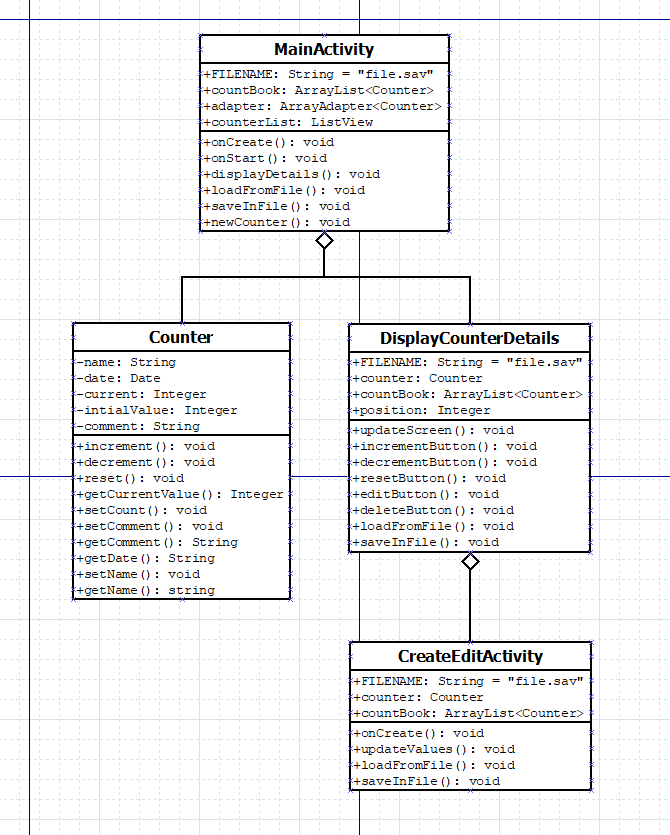 MainActivity
+FILENAME: String = "file.sav"
+countBook: ArrayList<Counter>
+adapter: ArrayAdapter<Counter>
+counterList: ListView
+onCreate(): void
+onStart(): void
+displayDetails(): void
+loadFromFile(): void
+saveInFile(): void
+newCounter(): void
Counter
-name: String
-date: Date
-current: Integer
-intialValue: Integer
-comment: String
+increment(): void
+decrement(): void
+reset(): void
+getCurrentValue(): Integer
+setCount(): void
+setComment(): void
+getComment(): String
+getDate(): String
+setName(): void
+getName(): string
DisplayCounterDetails
+FILENAME: String = "file.sav"
+counter: Counter
+countBook: ArrayList<Counter>
+position: Integer
+updateScreen(): void
+incrementButton(): void
+decrementButton(): void
+resetButton(): void
+editButton(): void
+deleteButton(): void
+loadFromFile(): void
+saveInFile(): void
CreateEditActivity
+FILENAME: String = "file.sav"
+counter: Counter
+countBook: ArrayList<Counter>
+onCreate(): void
+updateValues(): void
+loadFromFile(): void
+saveInFile(): void